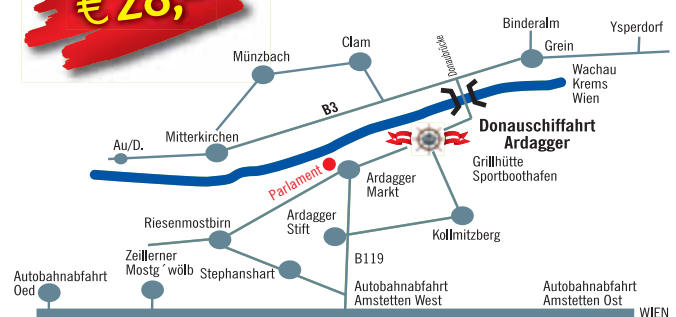 € 28,-
Binderalm
Ysperdorf
Clam
Grein
Münzbach
Donaubrücke
Wachau
Krems
Wien
B3
Mitterkirchen
Au/D.
Donauschiffahrt
Ardagger
Grillhütte
Sportboothafen
Parlament
Ardagger
Markt
Ardagger
Stift
Riesenmostbirn
Kollmitzberg
Zeillerner
Mostg´wölb
Stephanshart
B119
Autobahnabfahrt
Oed
Autobahnabfahrt
Amstetten West
Autobahnabfahrt
Amstetten Ost
WIEN